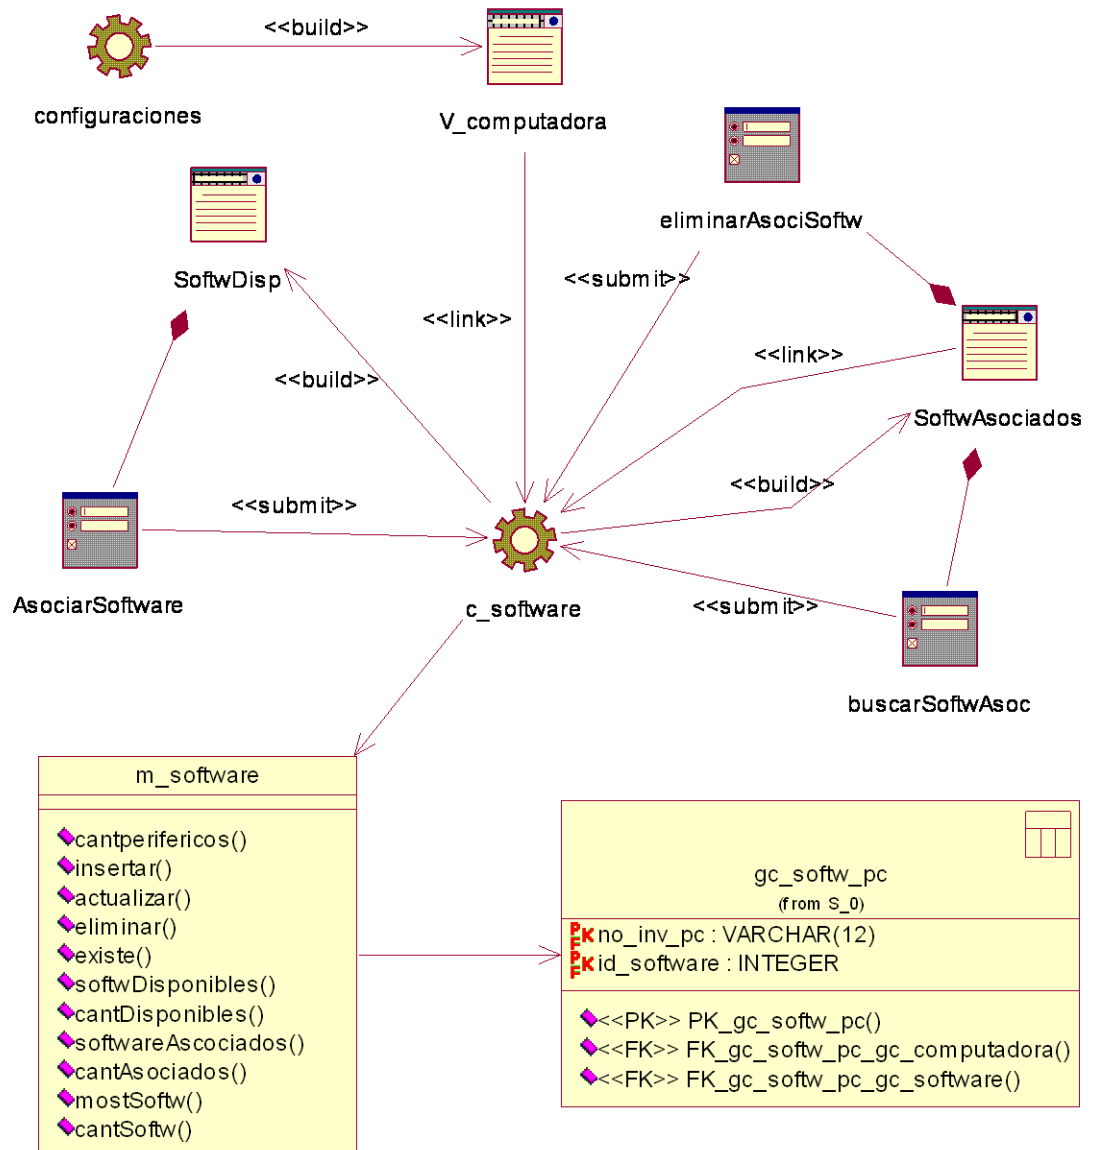 <<build>>
configuraciones
V_computadora
eliminarAsociSoftw
<<submit>>
SoftwDisp
<<link>>
<<link>>
<<build>>
SoftwAsociados
<<build>>
<<submit>>
AsociarSoftware
c_software
<<submit>>
buscarSoftwAsoc
m_software
cantperifericos()
insertar()
actualizar()
eliminar()
existe()
softwDisponibles()
cantDisponibles()
softwareAscociados()
cantAsociados()
mostSoftw()
cantSoftw()
gc_softw_pc
(from S_0)
PFK no_inv_pc : VARCHAR(12)
PFK id_software : INTEGER
<<PK>> PK_gc_softw_pc()
<<FK>> FK_gc_softw_pc_gc_computadora()
<<FK>> FK_gc_softw_pc_gc_software()